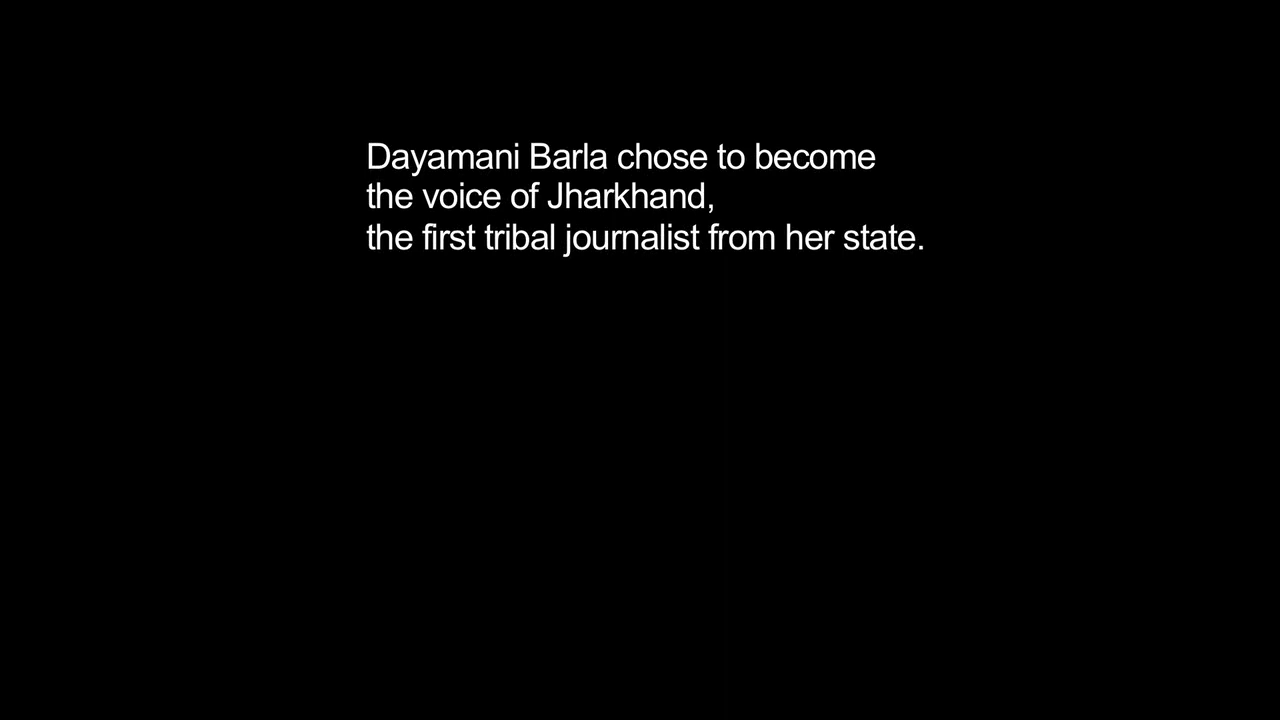 Dayamani Barla chose to become
the voice of Jharkhand,
the first tribal journalist from her state.